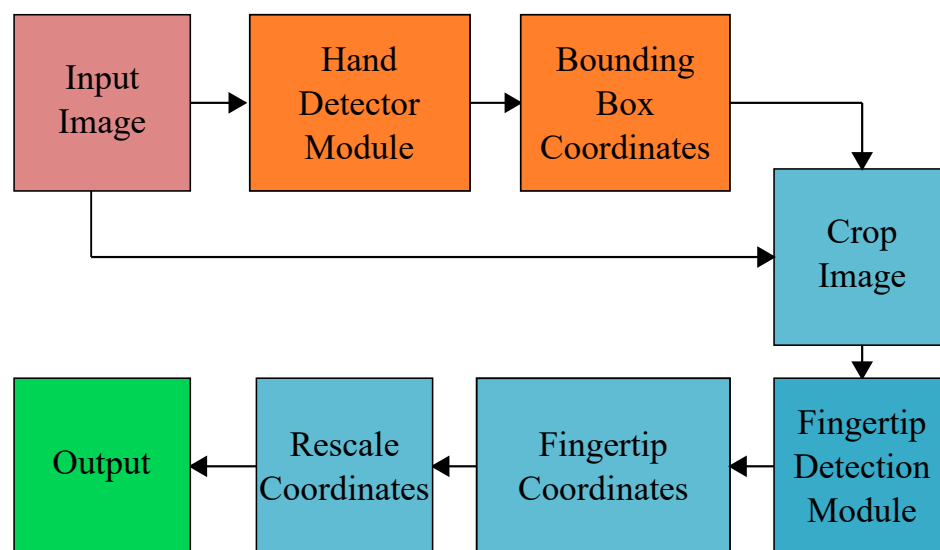 Input
Image
Hand
Detector
Module
Bounding
Box
Coordinates
Crop
Image
Output
Rescale
Coordinates
Fingertip
Coordinates
Fingertip
Detection
Module